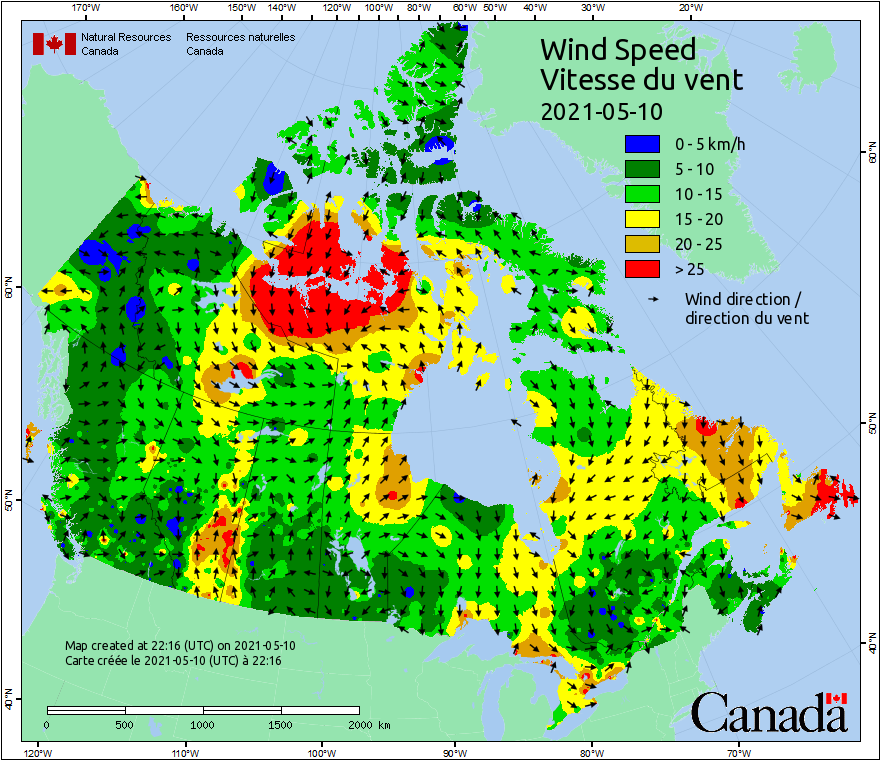 170°W 160°W 150°W 140°W 130°W 120°W 110°W 100°W 80°W 60°W 50°W 40°W 30°W 20°W
Natural Resources Ressources naturelles
Canada Canada
Wind Speed
Vitesse du vent
2021-05-10
0 - 5 km/h
5 - 10
10 - 15
15 - 20
20 - 25
> 25
Wind direction /
direction du vent
60°N
60°N
50°N
50°N
40°N
40°N
Map created at 22:16 (UTC) on 2021-05-10
Carte créée le 2021-05-10 (UTC) à 22:16
0 500 1000 1500 2000 km
Canada
120°W 110°W 100°W 90°W 80°W 70°W